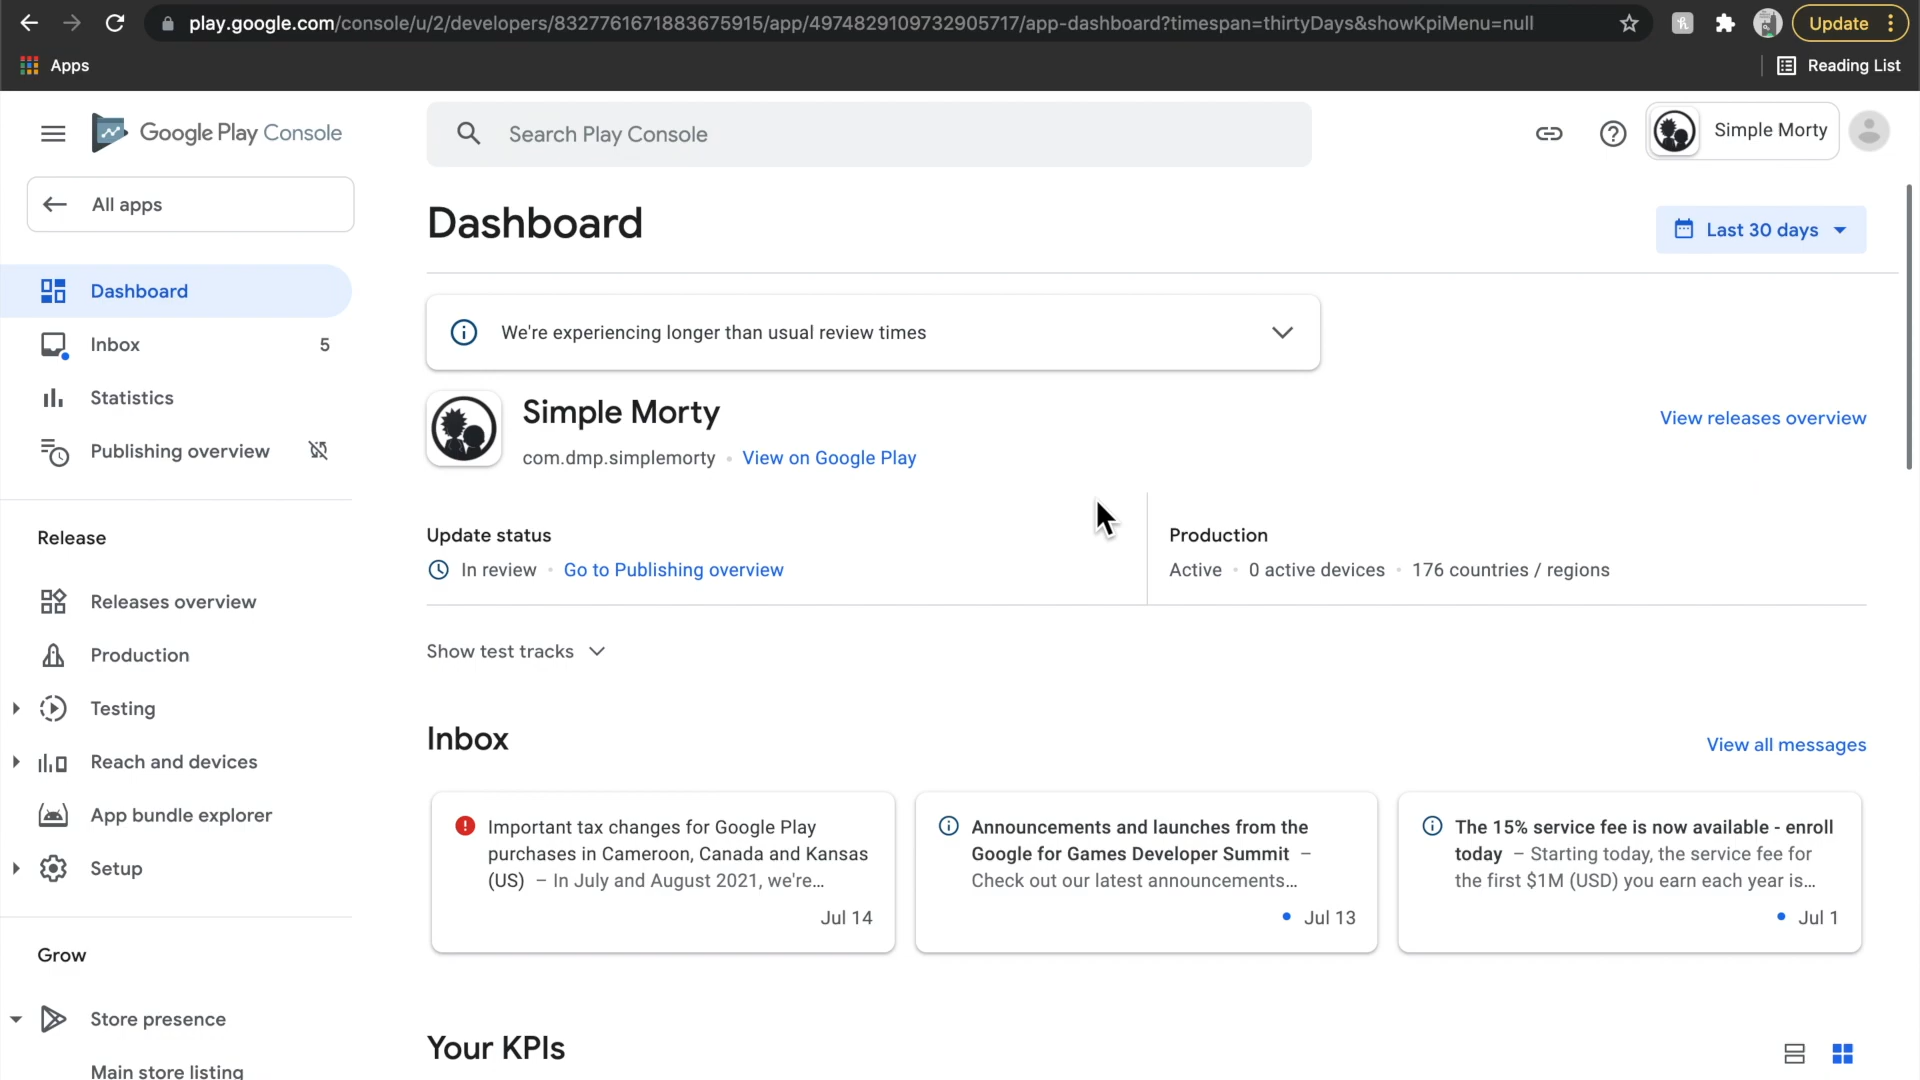 play.google.com/console/u/2/developers/8327761671883675915/app/4974829109732905717/app-dashboard?timespan=thirtyDays&showKpiMenu=null
Update
Apps
Reading List
Google Play Console
Search Play Console
Simple Morty
All apps
Dashboard
Last 30 days
Dashboard
Inbox 5
Statistics
Publishing overview
We're experiencing longer than usual review times
Simple Morty
View releases overview
com.dmp.simplemorty • View on Google Play
Release
Update status
In review • Go to Publishing overview
Production
Active • 0 active devices • 176 countries / regions
Releases overview
Production
Testing
Reach and devices
App bundle explorer
Setup
Show test tracks
Inbox
View all messages
Important tax changes for Google Play
purchases in Cameroon, Canada and Kansas
(US) – In July and August 2021, we're...
Jul 14
Announcements and launches from the
Google for Games Developer Summit –
Check out our latest announcements...
• Jul 13
The 15% service fee is now available - enroll
today – Starting today, the service fee for
the first $1M (USD) you earn each year is...
• Jul 1
Grow
Store presence
Main store listing
Your KPIs